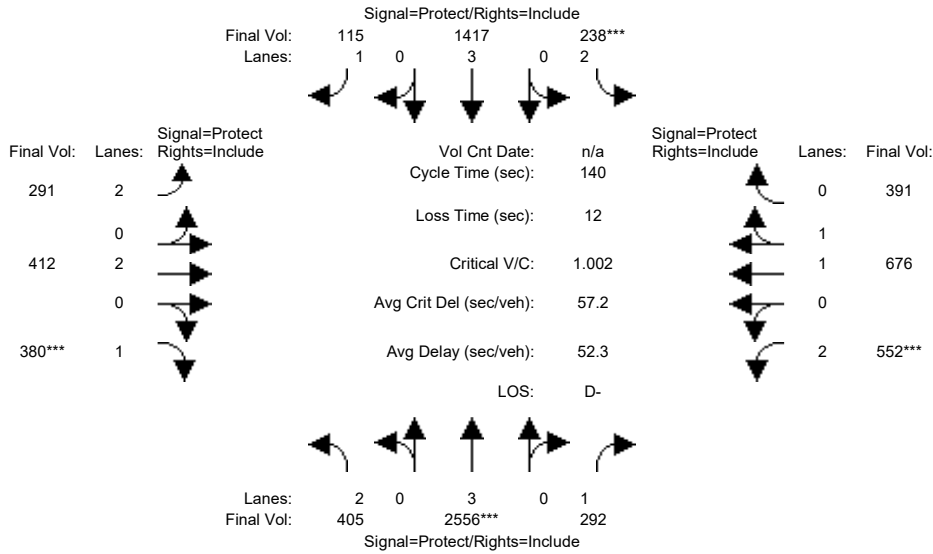 Signal=Protect/Rights=Include
Final Vol: 115 1417 238***
Lanes: 1 0 3 0 2
Signal=Protect Signal=Protect
Final Vol: Lanes: Rights=Include Vol Cnt Date: n/a Rights=Include Lanes: Final Vol:
Cycle Time (sec): 140
291 2 0 391
Loss Time (sec): 12
0 1
412 2 Critical V/C: 1.002 1 676
0 Avg Crit Del (sec/veh): 57.2 0
380*** 1 Avg Delay (sec/veh): 52.3 2 552***
LOS: D-
Lanes: 2 0 3 0 1
Final Vol: 405 2556*** 292
Signal=Protect/Rights=Include